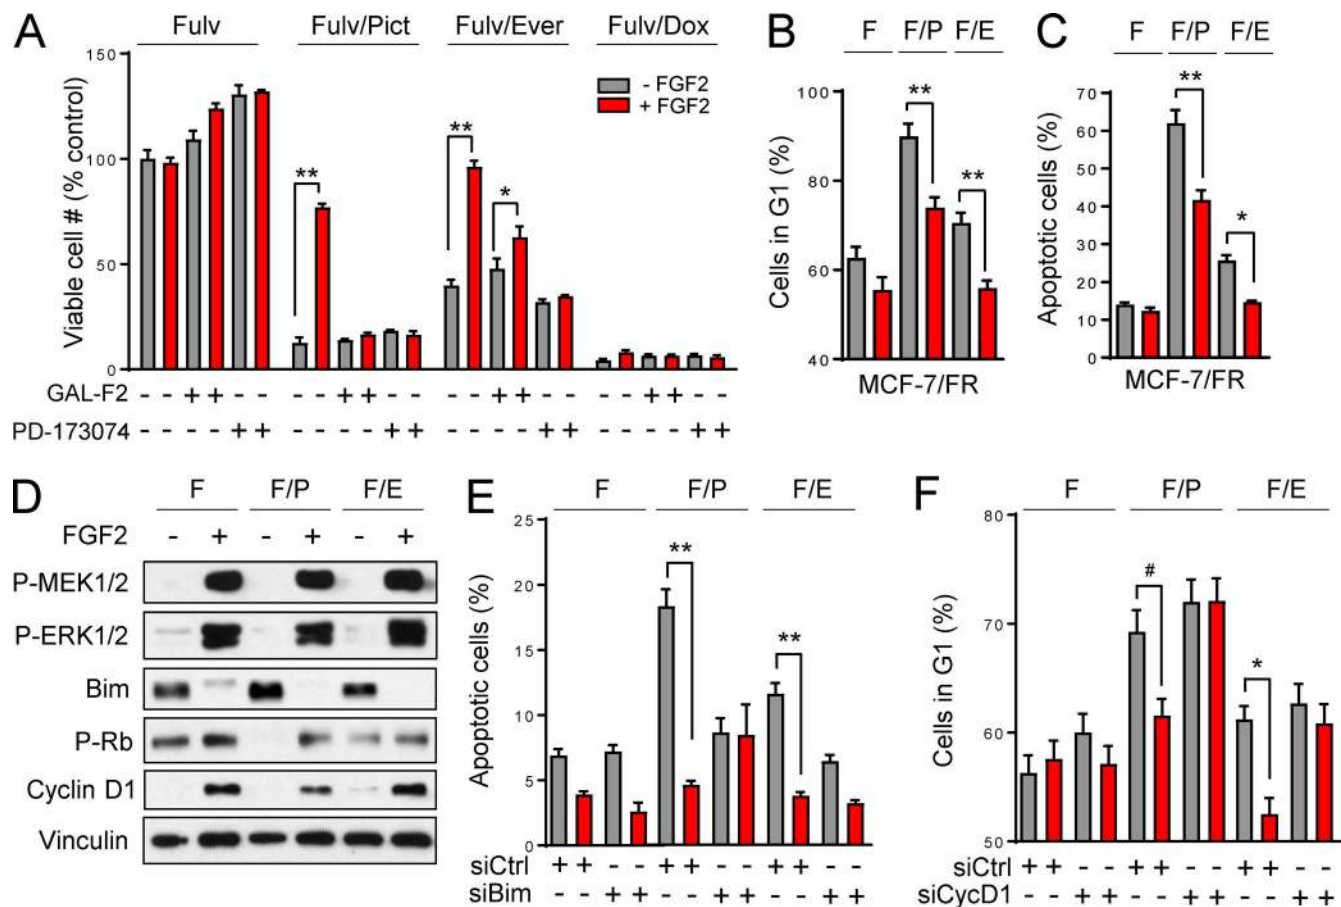 A
Fulv Fulv/Pict Fulv/Ever Fulv/Dox
- FGF2
+ FGF2
Viable cell # (% control)
150
100
50
0
** ** *
GAL-F2 - - + + - - - - + + - - - - + + - - - - + + - -
PD-173074 - - - - + + - - - - + + - - - - + + - - - - + +
B
F F/P F/E
Cells in G1 (%)
100
80
60
40
** **
MCF-7/FR
C
F F/P F/E
Apoptotic cells (%)
70
60
50
40
30
20
10
0
** *
MCF-7/FR
D
F F/P F/E
FGF2 - + - + - +
P-MEK1/2
P-ERK1/2
Bim
P-Rb
Cyclin D1
Vinculin
E
F F/P F/E
Apoptotic cells (%)
25
20
15
10
5
0
** **
siCtrl + + - - + + - - + + - -
siBim - - + + - - + + - - + +
F
F F/P F/E
Cells in G1 (%)
80
70
60
50
# *
siCtrl + + - - + + - - + + - -
siCycD1 - - + + - - + + - - + +